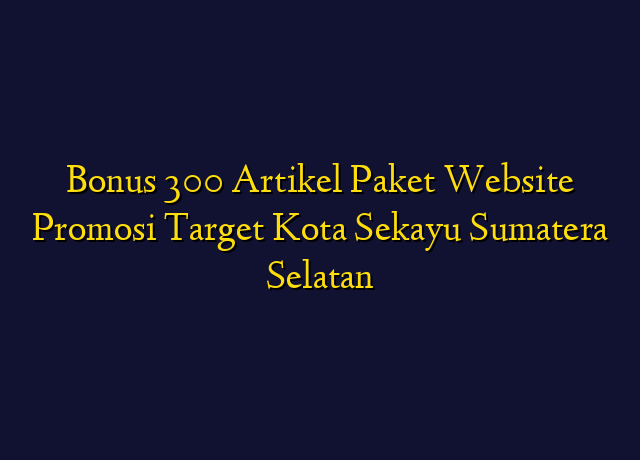 Bonus 300 Artikel Paket Website
Promosi Target Kota Sekayu Sumatera
Selatan